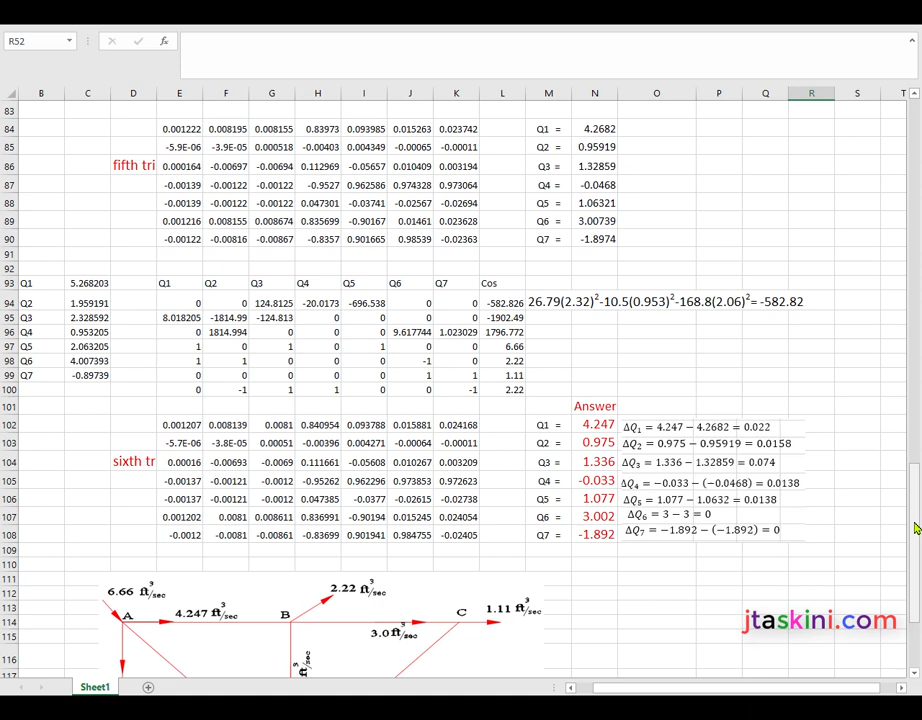 R52
fx
B C D E F G H I J K L M N O P Q R S T
83
84 0.001222 0.008195 0.008155 0.83973 0.093985 0.015263 0.023742 Q1 = 4.2682
85 -5.9E-06 -3.9E-05 0.000518 -0.00403 0.004349 -0.00065 -0.00011 Q2 = 0.95919
86 fifth tri 0.000164 -0.00697 -0.00694 0.112969 -0.05657 0.010409 0.003194 Q3 = 1.32859
87 -0.00139 -0.00122 -0.00122 -0.9527 0.962586 0.974328 0.973064 Q4 = -0.0468
88 -0.00139 -0.00122 -0.00122 0.047301 -0.03741 -0.02567 -0.02694 Q5 = 1.06321
89 0.001216 0.008155 0.008674 0.835699 -0.90167 0.01461 0.023628 Q6 = 3.00739
90 -0.00122 -0.00816 -0.00867 -0.8357 0.901665 0.98539 -0.02363 Q7 = -1.8974
91
92
93 Q1 5.268203 Q1 Q2 Q3 Q4 Q5 Q6 Q7 Cos
94 Q2 1.959191 0 0 124.8125 -20.0173 -696.538 0 0 -582.826 26.79(2.32)²-10.5(0.953)²-168.8(2.06)²= -582.82
95 Q3 2.328592 8.018205 -1814.99 -124.813 0 0 0 0 -1902.49
96 Q4 0.953205 0 1814.994 0 0 0 9.617744 1.023029 1796.772
97 Q5 2.063205 1 0 1 0 1 0 0 6.66
98 Q6 4.007393 1 1 0 0 0 -1 0 2.22
99 Q7 -0.89739 0 0 0 0 0 1 1 1.11
100 0 -1 1 1 0 0 -1 2.22
101 Answer
102 0.001207 0.008139 0.0081 0.840954 0.093788 0.015881 0.024168 Q1 = 4.247 ΔQ₁ = 4.247 − 4.2682 = 0.022
103 -5.7E-06 -3.8E-05 0.00051 -0.00396 0.004271 -0.00064 -0.00011 Q2 = 0.975 ΔQ₂ = 0.975 − 0.95919 = 0.0158
104 sixth tr 0.00016 -0.00693 -0.0069 0.111661 -0.05608 0.010267 0.003209 Q3 = 1.336 ΔQ₃ = 1.336 − 1.32859 = 0.074
105 -0.00137 -0.00121 -0.0012 -0.95262 0.962296 0.973853 0.972623 Q4 = -0.033 ΔQ₄ = −0.033 − (−0.0468) = 0.0138
106 -0.00137 -0.00121 -0.0012 0.047385 -0.0377 -0.02615 -0.02738 Q5 = 1.077 ΔQ₅ = 1.077 − 1.0632 = 0.0138
107 0.001202 0.0081 0.008611 0.836991 -0.90194 0.015245 0.024054 Q6 = 3.002 ΔQ₆ = 3 − 3 = 0
108 -0.0012 -0.0081 -0.00861 -0.83699 0.901941 0.984755 -0.02405 Q7 = -1.892 ΔQ₇ = −1.892 − (−1.892) = 0
109
110
111
112 6.66 ft³/sec 2.22 ft³/sec
113 A 4.247 ft³/sec B C 1.11 ft³/sec
114
115 3.0 ft³/sec
jtaskini.com
116 ft³/sec
117
Sheet1